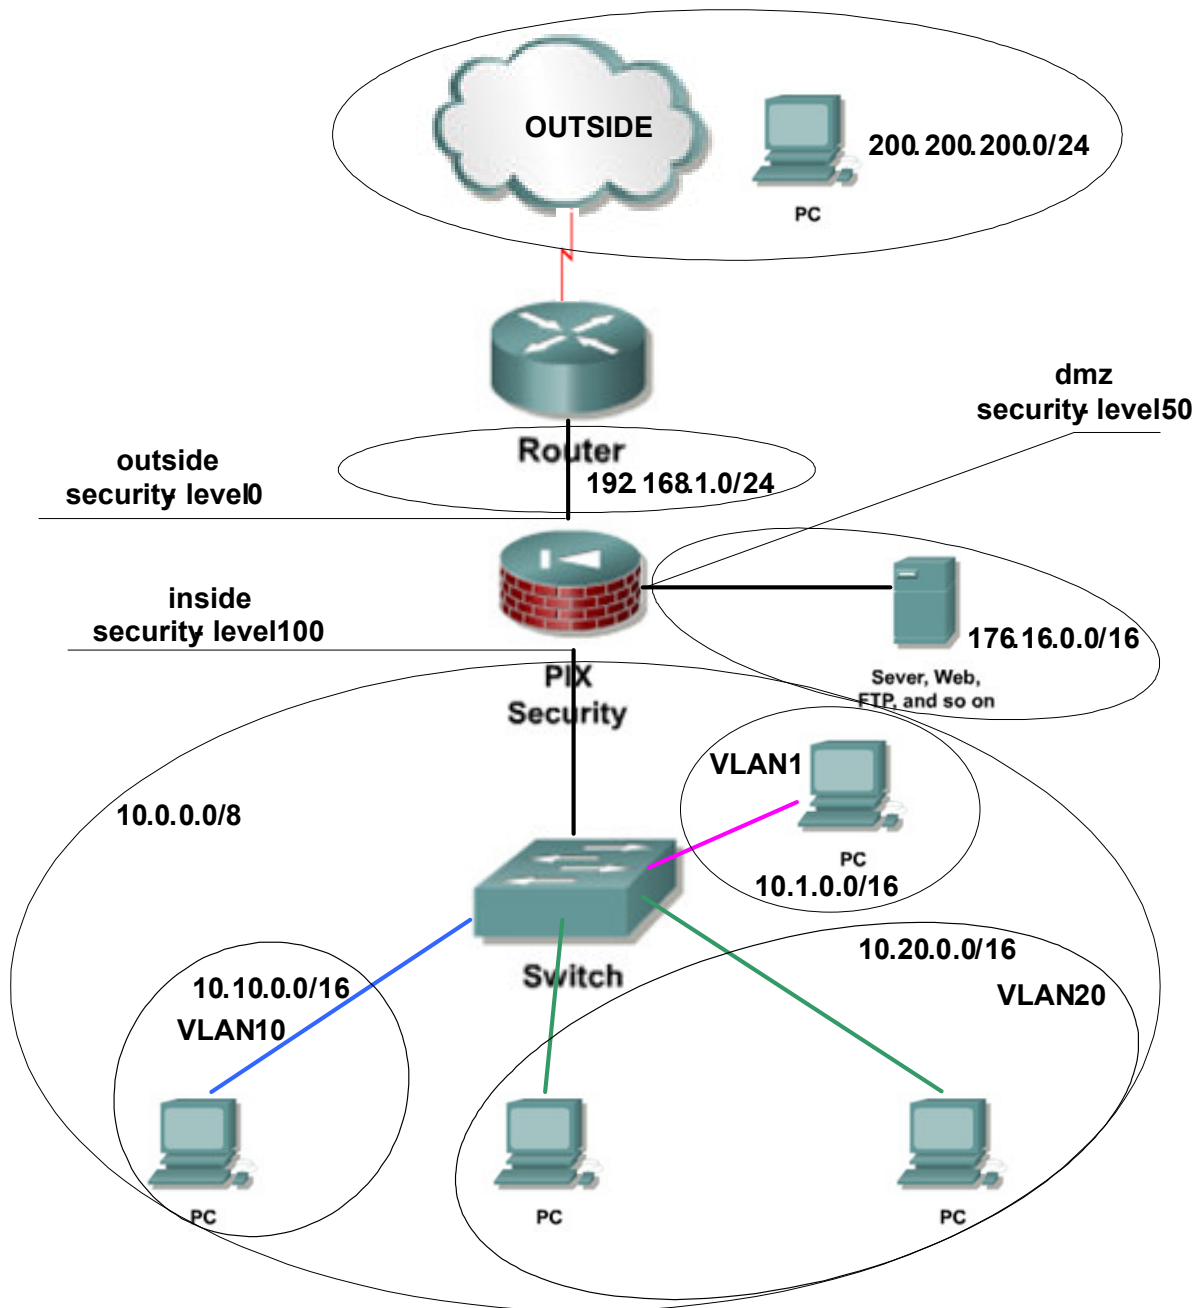 OUTSIDE
200.200.200.0/24
PC
dmz
security-level50
Router
outside
security-level0
192.168.1.0/24
inside
security-level100
176.16.0.0/16
Sever, Web,
FTP, and so on
PIX
Security
VLAN1
10.0.0.0/8
PC
10.1.0.0/16
Switch
10.20.0.0/16
VLAN20
10.10.0.0/16
VLAN10
PC
PC
PC